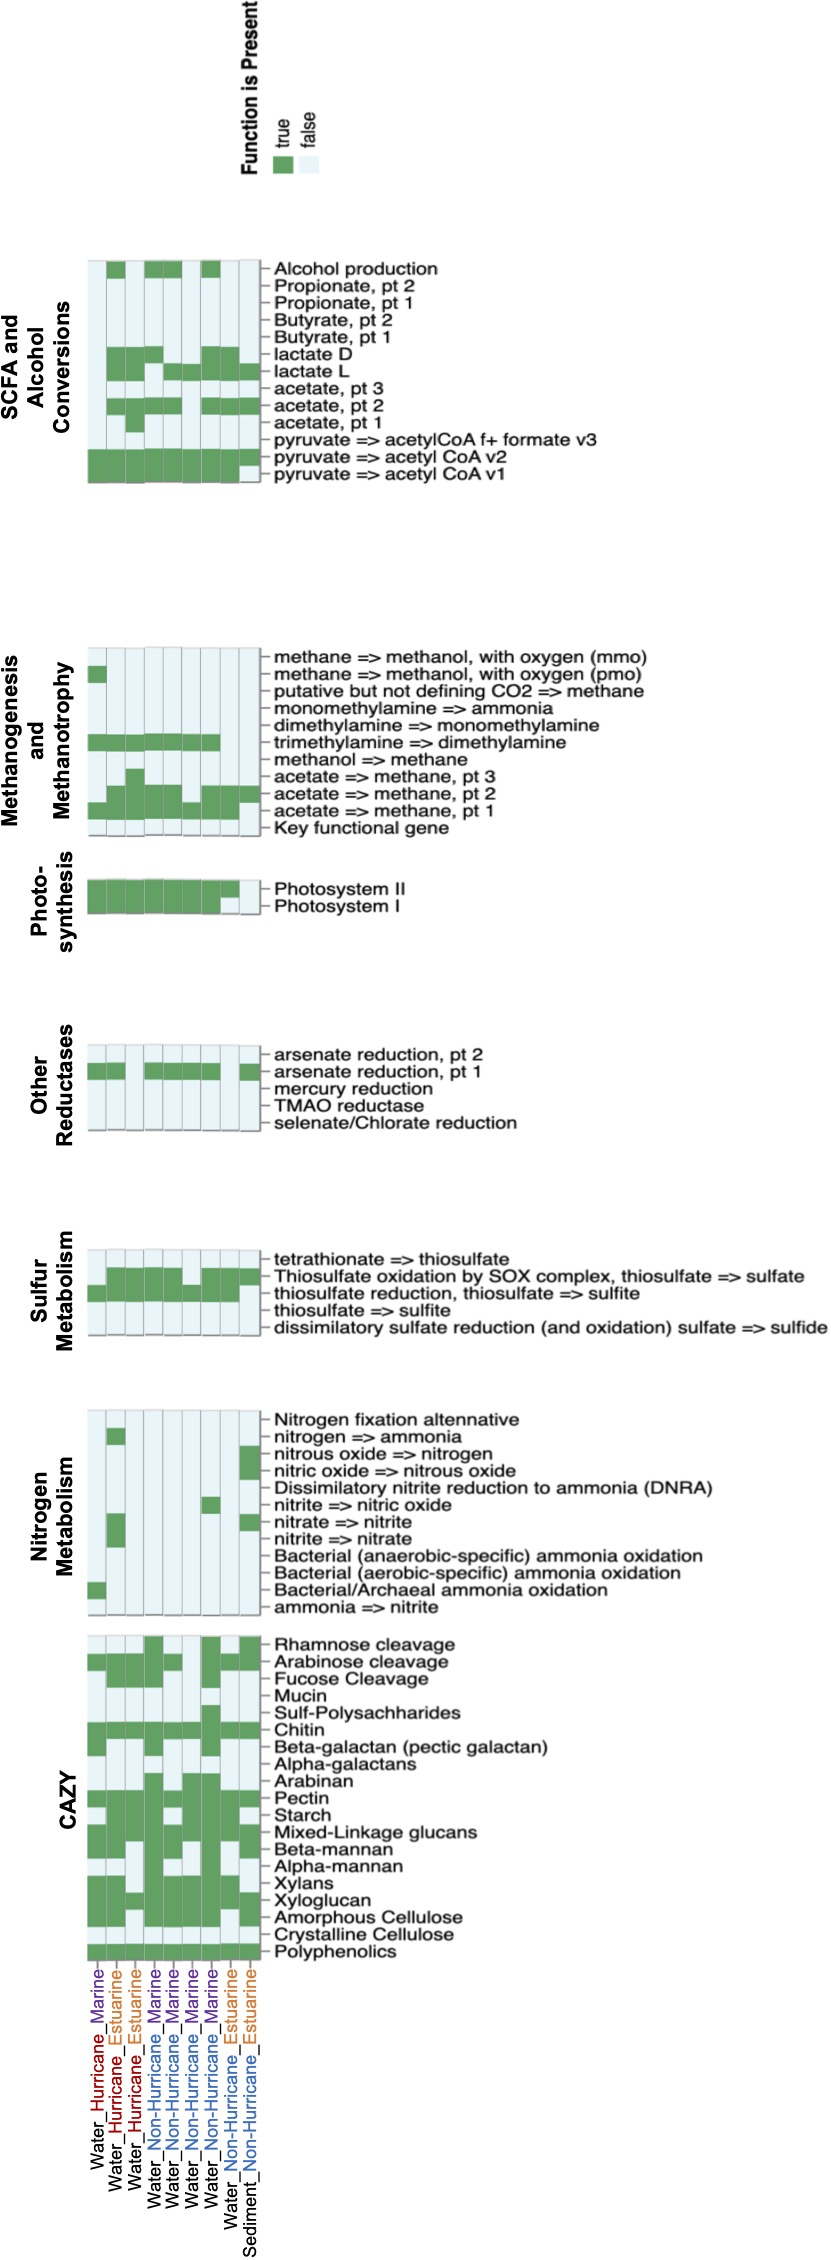 Function is Present
true
false
SCFA and
Alcohol
Conversions
Alcohol production
Propionate, pt 2
Propionate, pt 1
Butyrate, pt 2
Butyrate, pt 1
lactate D
lactate L
acetate, pt 3
acetate, pt 2
acetate, pt 1
pyruvate => acetylCoA f+ formate v3
pyruvate => acetyl CoA v2
pyruvate => acetyl CoA v1
Methanogenesis
and
Methanotrophy
methane => methanol, with oxygen (mmo)
methane => methanol, with oxygen (pmo)
putative but not defining CO2 => methane
monomethylamine => ammonia
dimethylamine => monomethylamine
trimethylamine => dimethylamine
methanol => methane
acetate => methane, pt 3
acetate => methane, pt 2
acetate => methane, pt 1
Key functional gene
Photo-
synthesis
Photosystem II
Photosystem I
Other
Reductases
arsenate reduction, pt 2
arsenate reduction, pt 1
mercury reduction
TMAO reductase
selenate/Chlorate reduction
Sulfur
Metabolism
tetrathionate => thiosulfate
Thiosulfate oxidation by SOX complex, thiosulfate => sulfate
thiosulfate reduction, thiosulfate => sulfite
thiosulfate => sulfite
dissimilatory sulfate reduction (and oxidation) sulfate => sulfide
Nitrogen
Metabolism
Nitrogen fixation altennative
nitrogen => ammonia
nitrous oxide => nitrogen
nitric oxide => nitrous oxide
Dissimilatory nitrite reduction to ammonia (DNRA)
nitrite => nitric oxide
nitrate => nitrite
nitrite => nitrate
Bacterial (anaerobic-specific) ammonia oxidation
Bacterial (aerobic-specific) ammonia oxidation
Bacterial/Archaeal ammonia oxidation
ammonia => nitrite
CAZY
Rhamnose cleavage
Arabinose cleavage
Fucose Cleavage
Mucin
Sulf-Polysachharides
Chitin
Beta-galactan (pectic galactan)
Alpha-galactans
Arabinan
Pectin
Starch
Mixed-Linkage glucans
Beta-mannan
Alpha-mannan
Xylans
Xyloglucan
Amorphous Cellulose
Crystalline Cellulose
Polyphenolics
Water_Hurricane_Marine
Water_Hurricane_Estuarine
Water_Hurricane_Estuarine
Water_Non-Hurricane_Marine
Water_Non-Hurricane_Marine
Water_Non-Hurricane_Marine
Water_Non-Hurricane_Marine
Water_Non-Hurricane_Estuarine
Sediment_Non-Hurricane_Estuarine